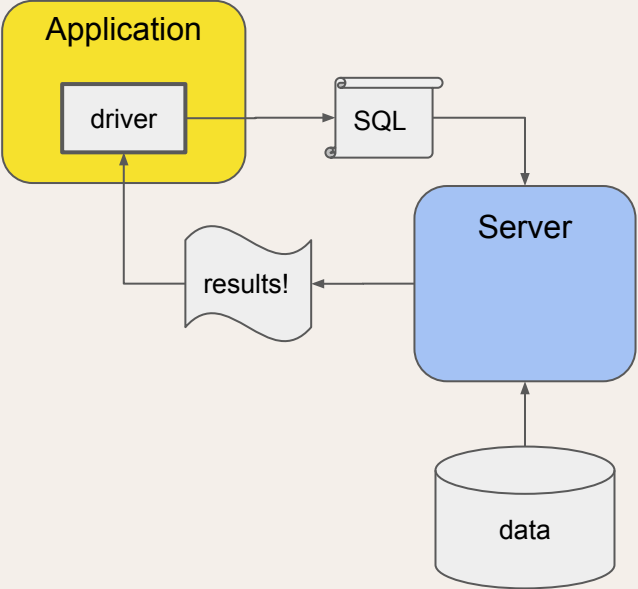 Application
driver
SQL
Server
results!
data